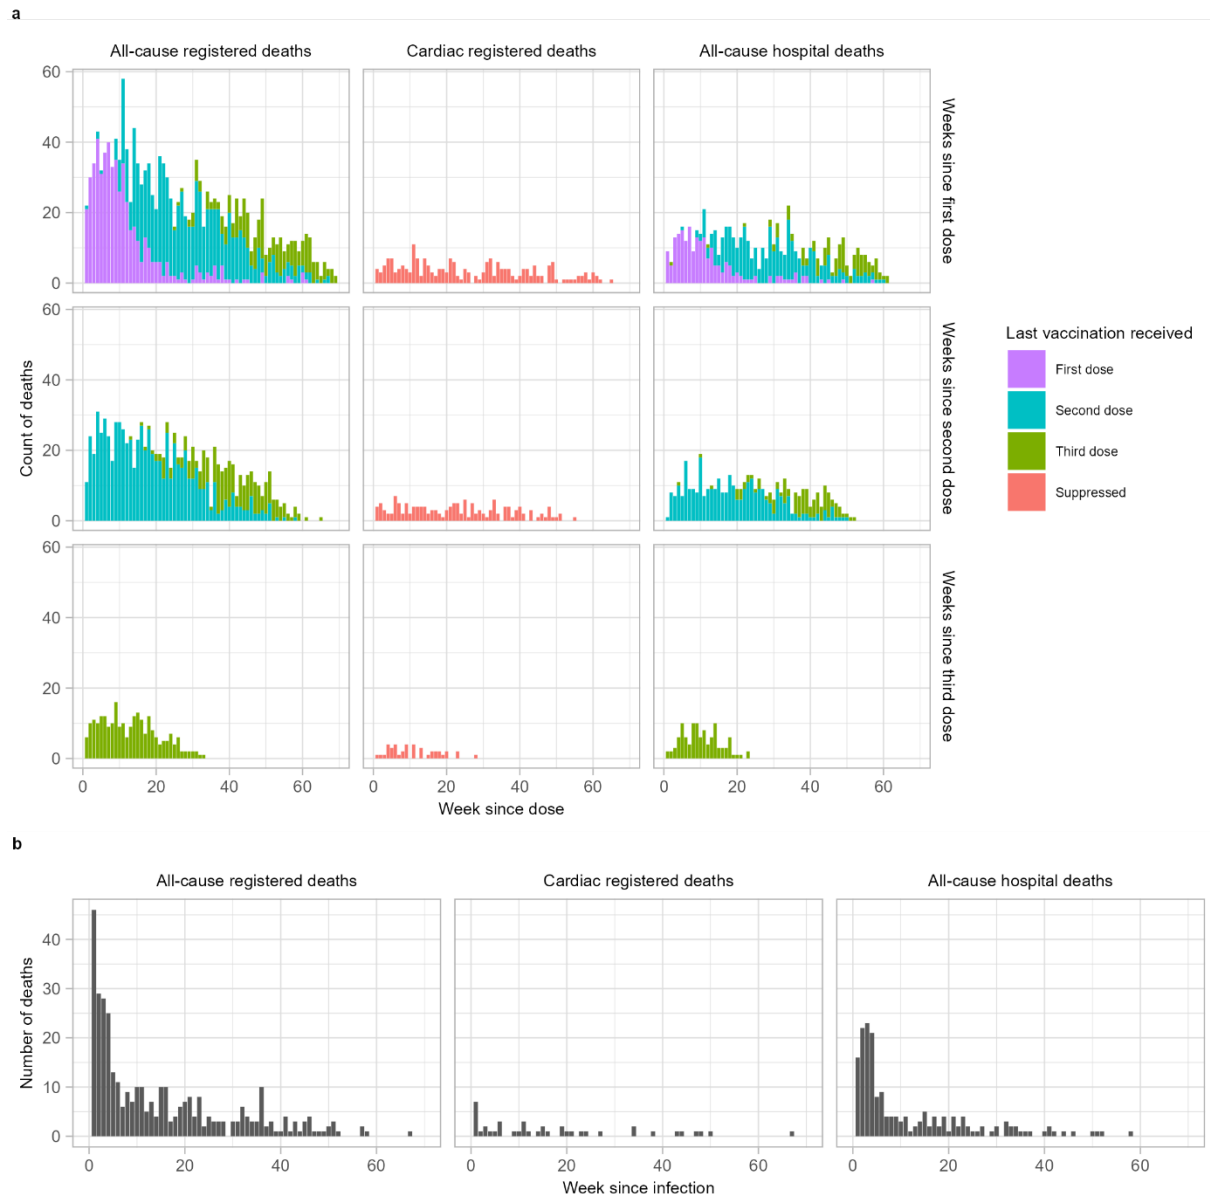 a
All-cause registered deaths
Cardiac registered deaths
All-cause hospital deaths
60
40
20
0
Weeks since first dose
60
40
20
0
Weeks since second dose
Count of deaths
60
40
20
0
Weeks since third dose
0 20 40 60 0 20 40 60 0 20 40 60
Week since dose
Last vaccination received
First dose
Second dose
Third dose
Suppressed
b
All-cause registered deaths
Cardiac registered deaths
All-cause hospital deaths
Number of deaths
40
30
20
10
0
0 20 40 60 0 20 40 60 0 20 40 60
Week since infection